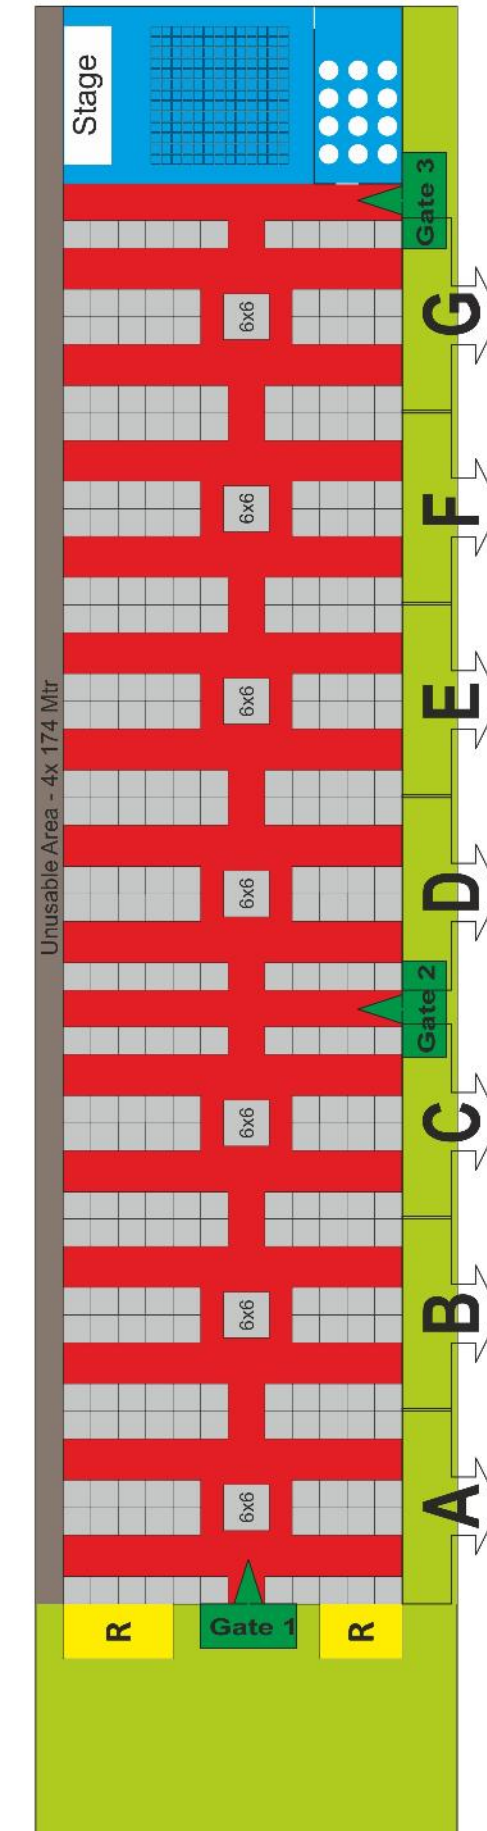 Stage
Gate 3
G
6x6
F
6x6
E
6x6
Unusable Area - 4x 174 Mtr
D
6x6
Gate 2
C
6x6
B
6x6
A
6x6
R
Gate 1
R